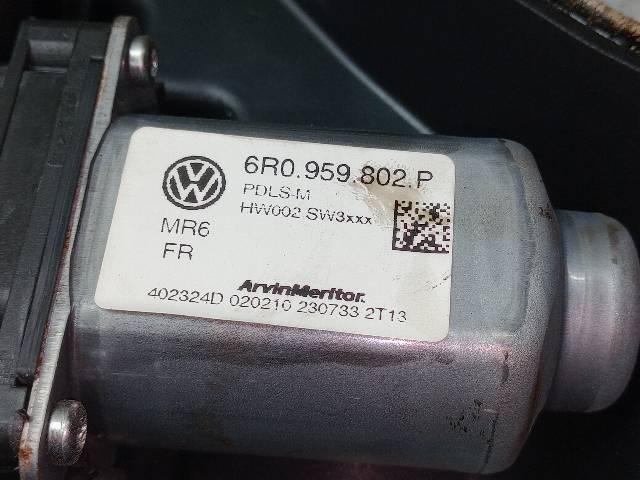 6R0.959.802.P
PDLS-M
HW002 SW3xxx
MR6
FR
ArvinMeritor.
402324D 020210 230733 2T13